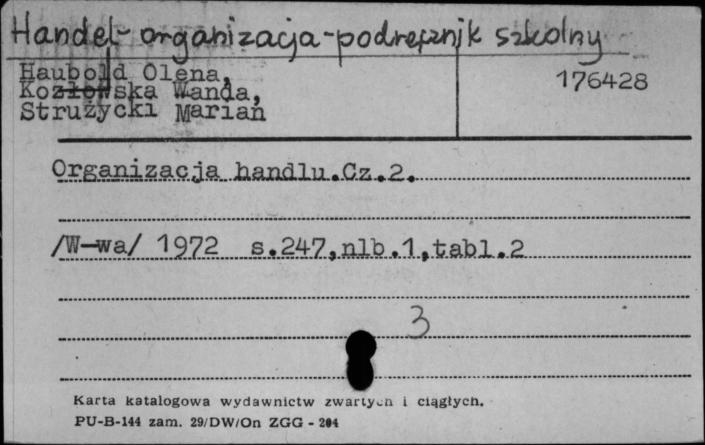 Handel - organizacja - podręcznik szkolny
Haubold Olena,
176428
Kozłowska Wanda,
Strużycki Marian
Organizacja handlu.Cz.2.
/W-wa/ 1972 s.247,nlb.1,tabl.2
3
Karta katalogowa wydawnictw zwartych i ciągłych.
PU-B-144 zam. 29/DW/On ZGG - 204